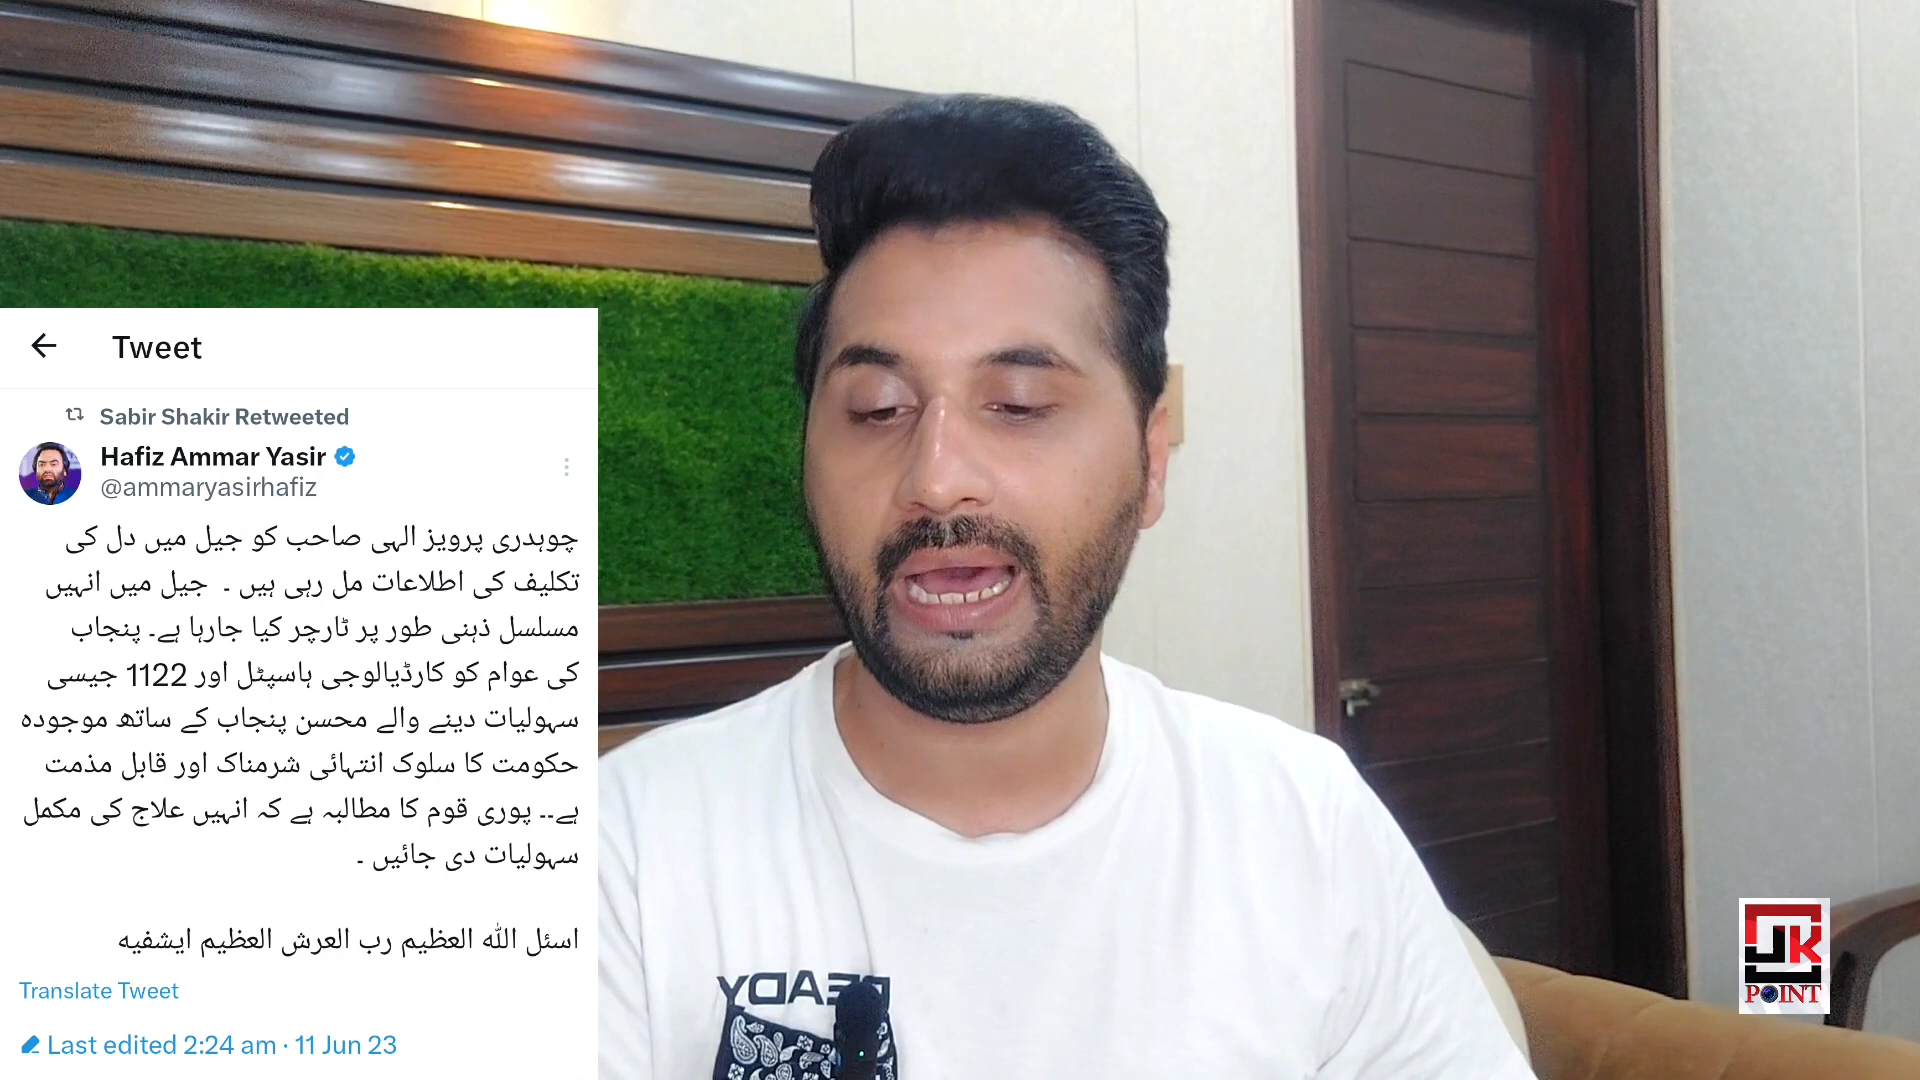 Tweet
Sabir Shakir Retweeted
Hafiz Ammar Yasir
@ammaryasirhafiz
چوہدری پرویز الہی صاحب کو جیل میں دل کی
تکلیف کی اطلاعات مل رہی ہیں ۔ جیل میں انہیں
مسلسل ذہنی طور پر ٹارچر کیا جارہا ہے۔ پنجاب
کی عوام کو کارڈیالوجی ہاسپٹل اور 1122 جیسی
سہولیات دینے والے محسن پنجاب کے ساتھ موجودہ
حکومت کا سلوک انتہائی شرمناک اور قابل مذمت
ہے۔۔ پوری قوم کا مطالبہ ہے کہ انہیں علاج کی مکمل
سہولیات دی جائیں ۔
اسئل اللہ العظیم رب العرش العظیم ایشفیه
Translate Tweet
Last edited 2:24 am · 11 Jun 23
READY
JK
POINT